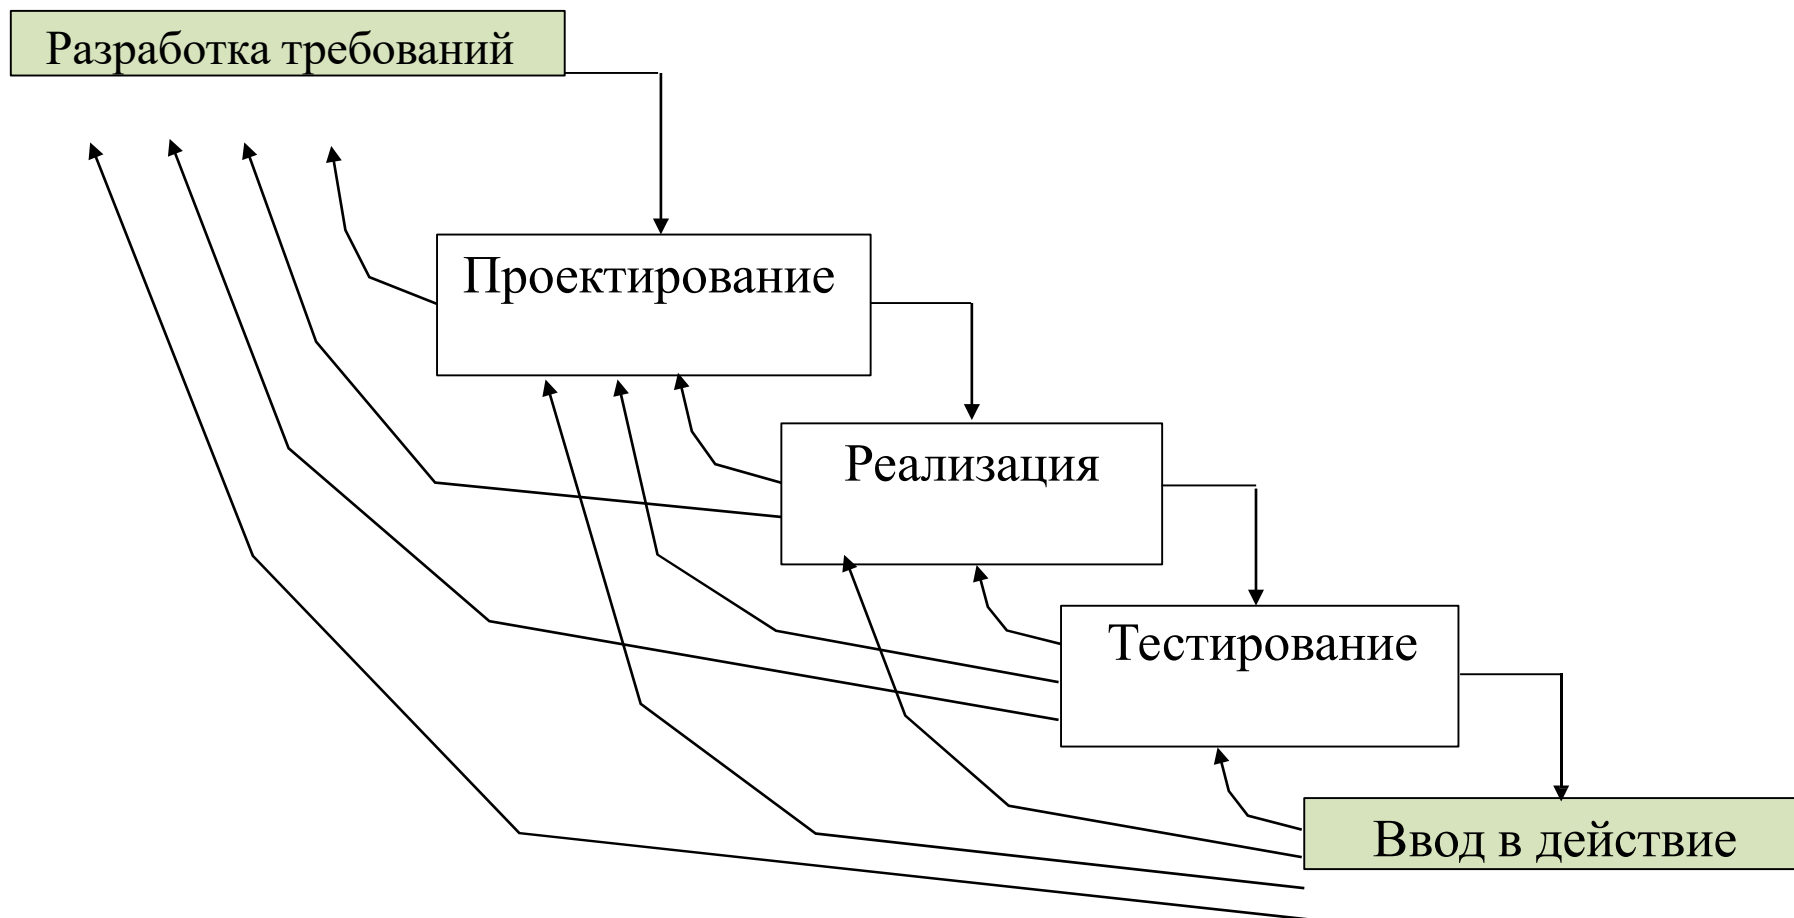 Разработка требований
Проектирование
Реализация
Тестирование
Ввод в действие